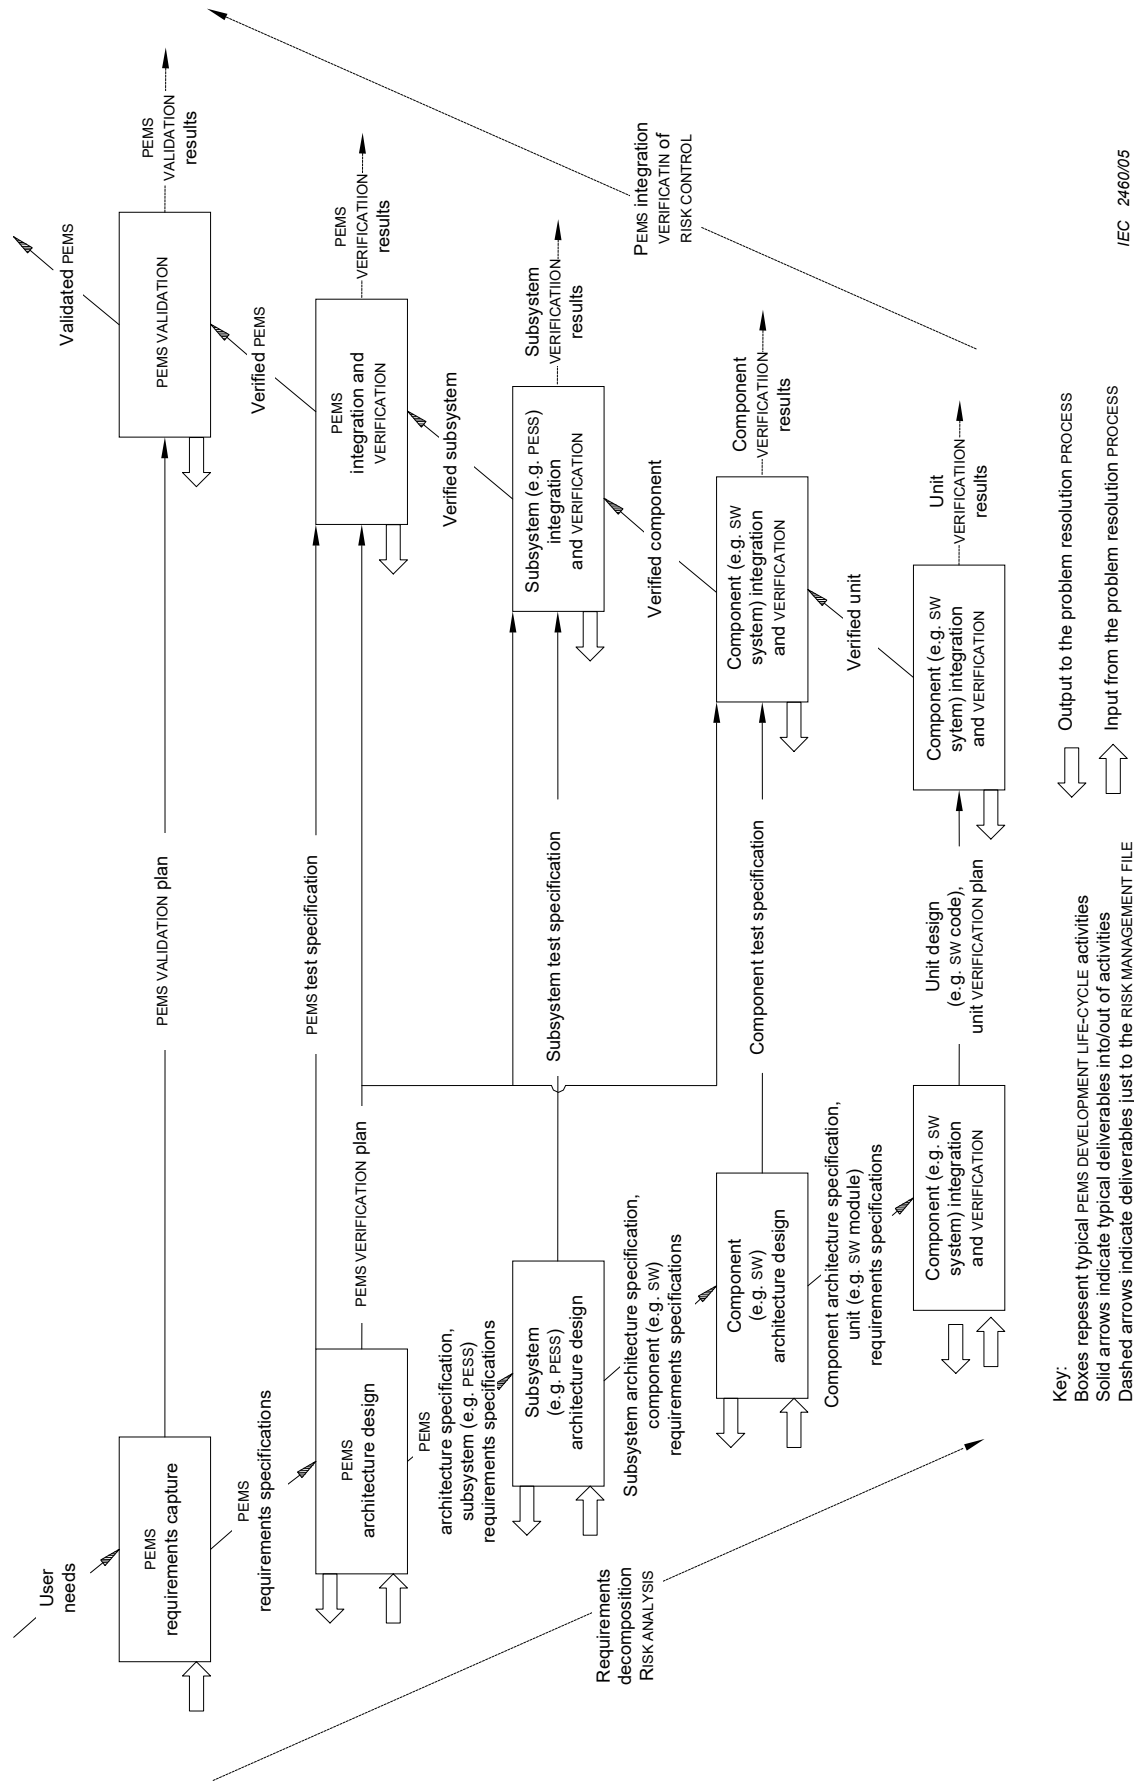 User
needs
PEMS
requirements capture
PEMS
requirements specifications
PEMS
architecture design
PEMS
architecture specification,
subsystem (e.g. PESS)
requirements specifications
Subsystem
(e.g. PESS)
architecture design
Subsystem architecture specification,
component (e.g. SW)
requirements specifications
Component
(e.g. SW)
architecture design
Component architecture specification,
unit (e.g. SW module)
requirements specifications
Component (e.g. SW
system) integration
and VERIFICATION
Requirements
decomposition
RISK ANALYSIS
PEMS VALIDATION plan
PEMS test specification
PEMS VERIFICATION plan
Subsystem test specification
Component test specification
Unit design
(e.g. SW code),
unit VERIFICATION plan
Validated PEMS
PEMS VALIDATION
PEMS
VALIDATION
results
Verified PEMS
PEMS
integration and
VERIFICATION
PEMS
VERIFICATIION
results
Verified subsystem
Subsystem (e.g. PESS)
integration
and VERIFICATION
Subsystem
VERIFICATIION
results
Verified component
Component (e.g. SW
system) integration
and VERIFICATION
Component
VERIFICATIION
results
Verified unit
Component (e.g. SW
sytem) integration
and VERIFICATION
Unit
VERIFICATIION
results
PEMS integration
VERIFICATIN of
RISK CONTROL
Key:
Boxes repesent typical PEMS DEVELOPMENT LIFE-CYCLE activities
Solid arrows indicate typical deliverables into/out of activities
Dashed arrows indicate deliverables just to the RISK MANAGEMENT FILE
Output to the problem resolution PROCESS
Input from the problem resolution PROCESS
IEC 2460/05